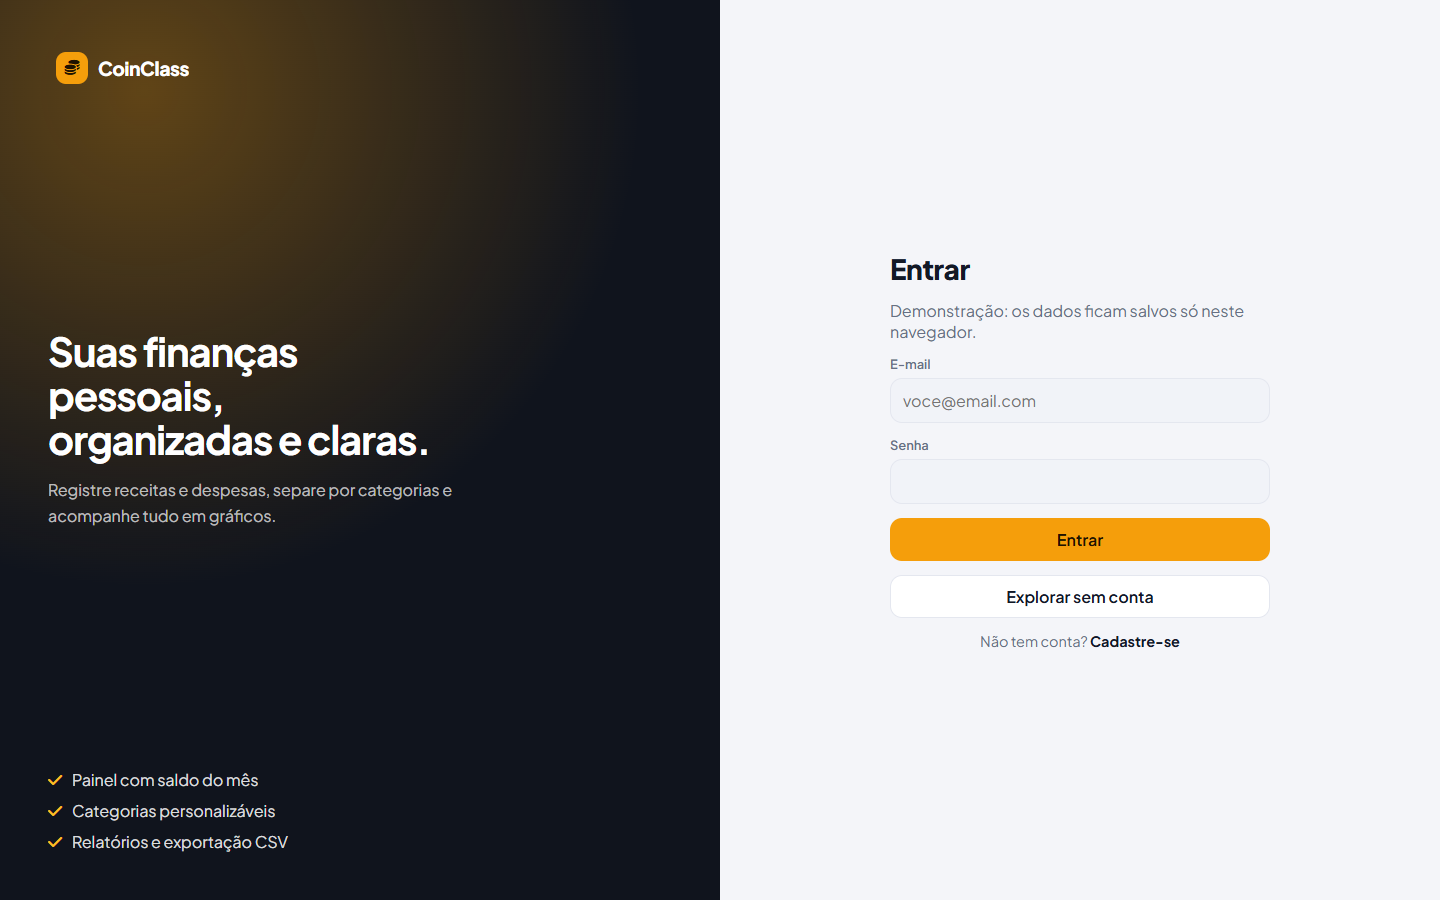 CoinClass
Suas finanças
pessoais,
organizadas e claras.
Registre receitas e despesas, separe por categorias e
acompanhe tudo em gráficos.
Painel com saldo do mês
Categorias personalizáveis
Relatórios e exportação CSV
Entrar
Demonstração: os dados ficam salvos só neste
navegador.
E-mail
voce@email.com
Senha
Entrar
Explorar sem conta
Não tem conta? Cadastre-se